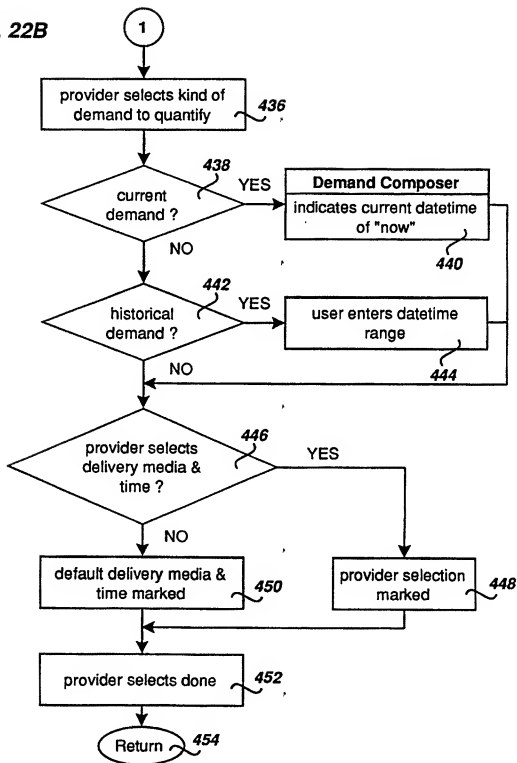 . 22B
1
provider selects kind of
demand to quantify
436
438
current
demand ?
YES
NO
Demand Composer
indicates current datetime
of "now"
440
442
historical
demand ?
YES
NO
user enters datetime
range
444
446
provider selects
delivery media &
time ?
YES
NO
default delivery media &
time marked
450
provider selection
marked
448
provider selects done
452
Return
454